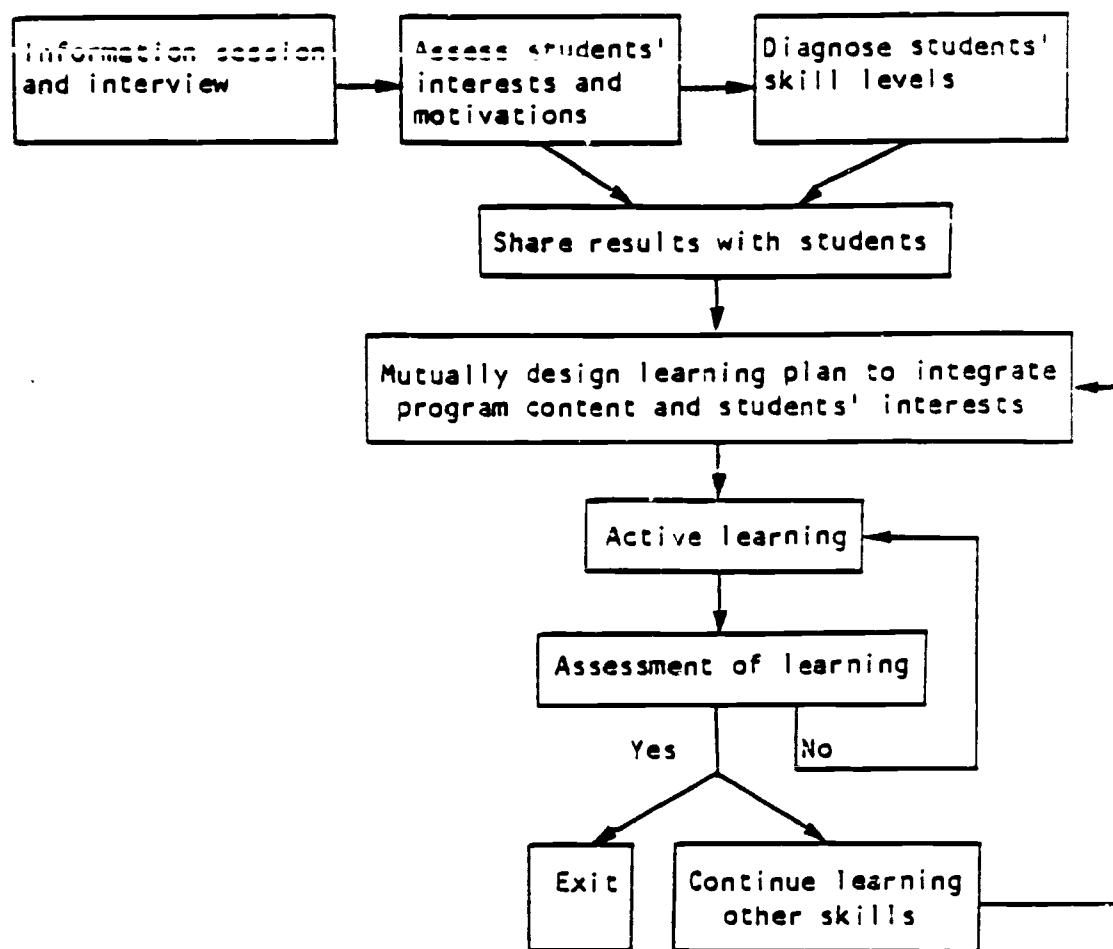 Information session
and interview
Assess students'
interests and
motivations
Diagnose students'
skill levels
Share results with students
Mutually design learning plan to integrate
program content and students' interests
Active learning
Assessment of learning
Yes
No
Exit
Continue learning
other skills